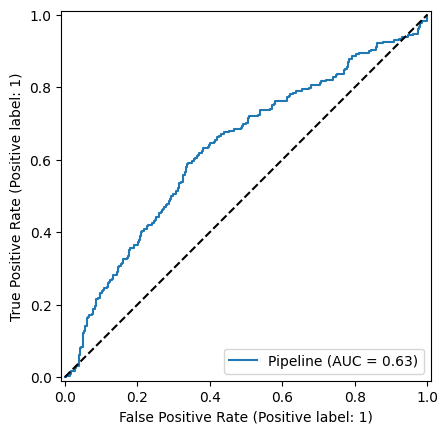 1.0
0.8
0.6
0.4
0.2
0.0
True Positive Rate (Positive label: 1)
Pipeline (AUC = 0.63)
0.0 0.2 0.4 0.6 0.8 1.0
False Positive Rate (Positive label: 1)